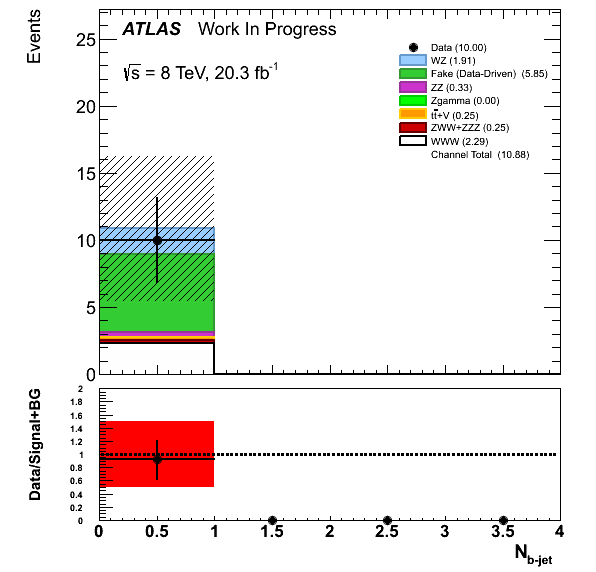 Events
ATLAS Work In Progress
√s = 8 TeV, 20.3 fb-1
Data (10.00)
WZ (1.91)
Fake (Data-Driven) (5.85)
ZZ (0.33)
Zgamma (0.00)
tt̄+V (0.25)
ZWW+ZZZ (0.25)
WWW (2.29)
Channel Total (10.88)
25
20
15
10
5
0
Data/Signal+BG
2
1.8
1.6
1.4
1.2
1
0.8
0.6
0.4
0.2
0
0 0.5 1 1.5 2 2.5 3 3.5 4
Nb-jet